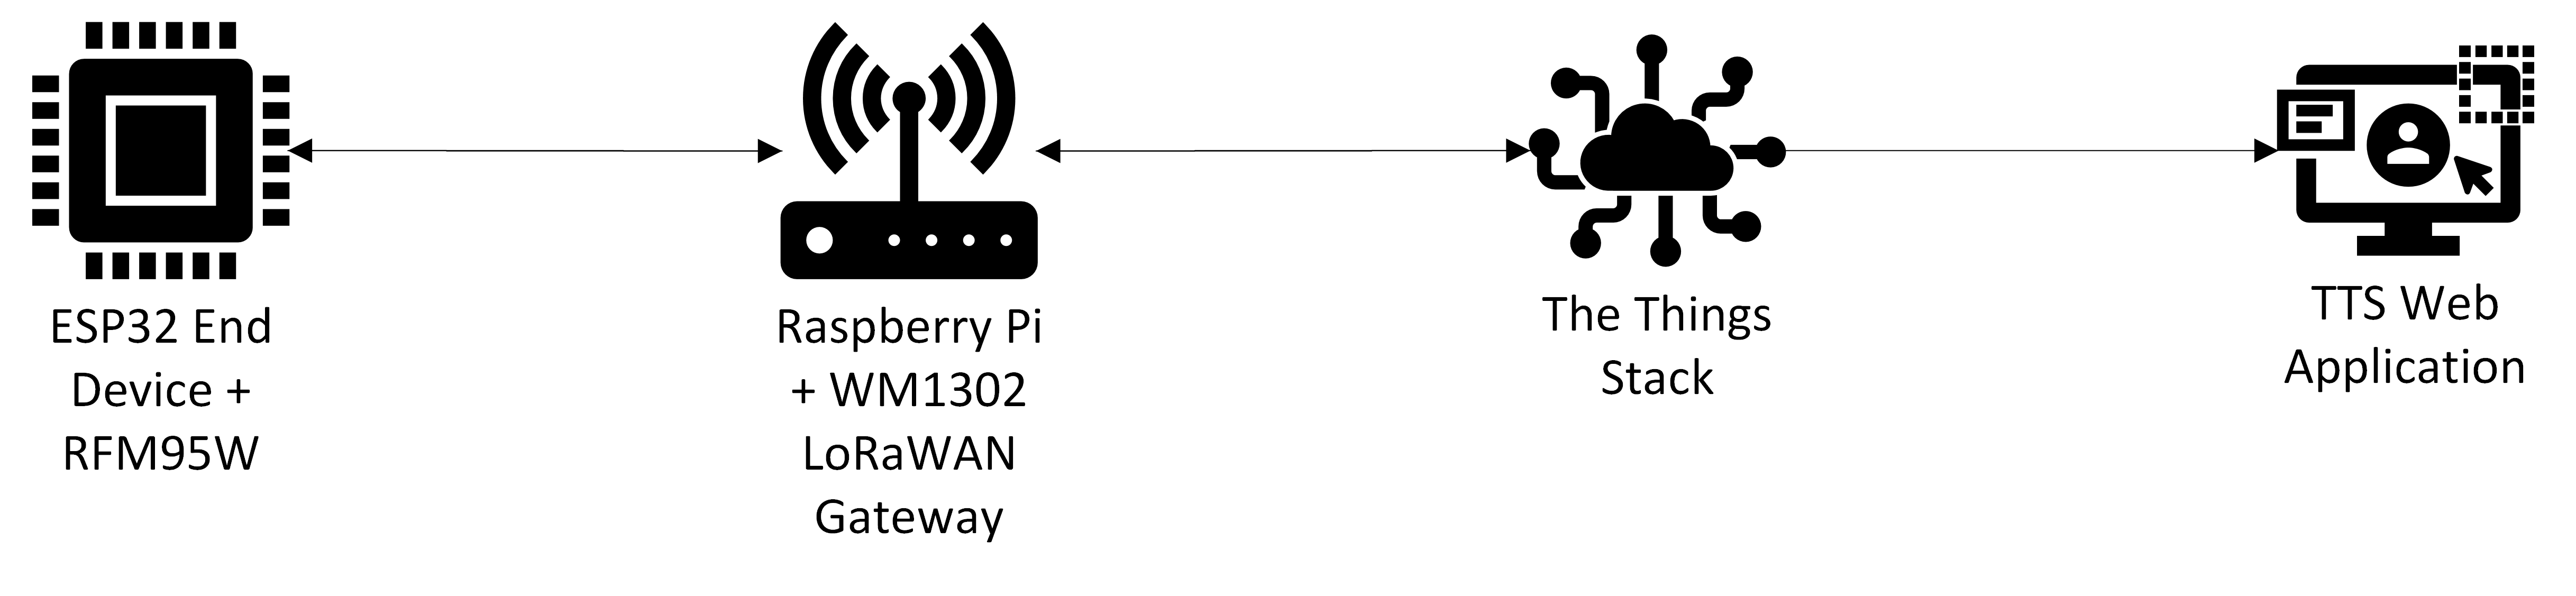 ESP32 End
Device +
RFM95W
Raspberry Pi
+ WM1302
LoRaWAN
Gateway
The Things
Stack
TTS Web
Application